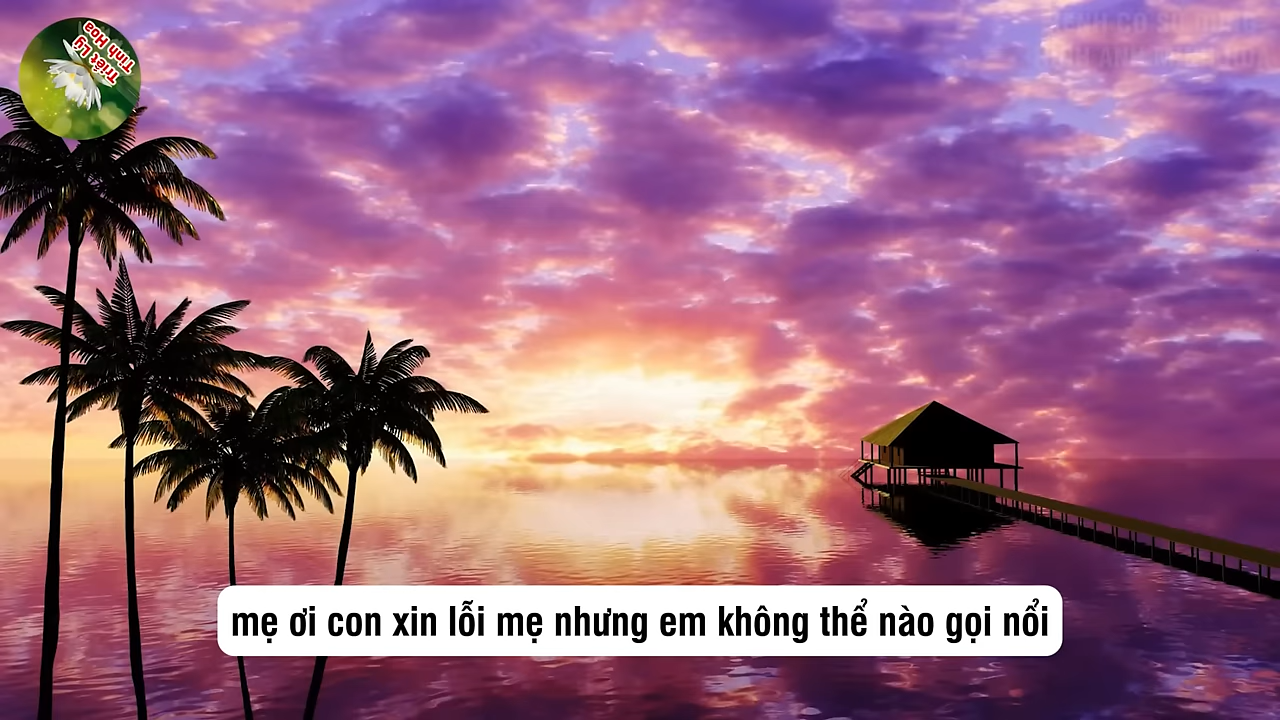 Triết Lý
Tinh Hoa
mẹ ơi con xin lỗi mẹ nhưng em không thể nào gọi nổi